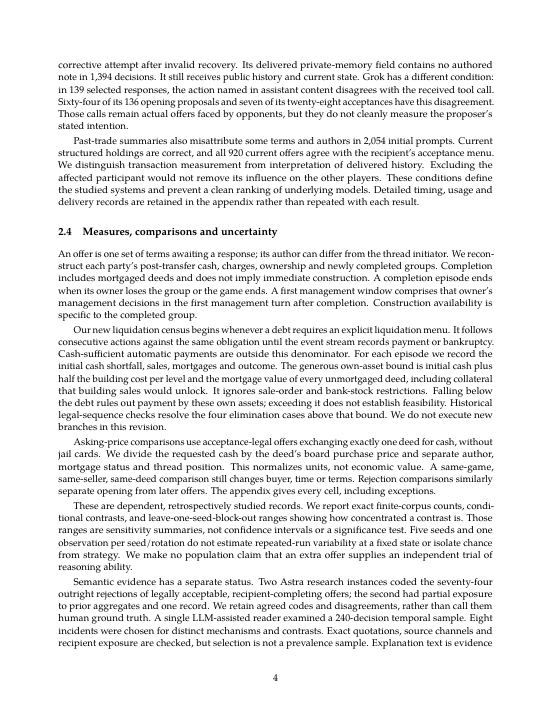 corrective attempt after invalid recovery. Its delivered private-memory field contains no authored
note in 1,394 decisions. It still receives public history and current state. Grok has a different condition:
in 139 selected responses, the action named in assistant content disagrees with the received tool call.
Sixty-four of its 136 opening proposals and seven of its twenty-eight acceptances have this disagreement.
Those calls remain actual offers faced by opponents, but they do not cleanly measure the proposer's
stated intention.
Past-trade summaries also misattribute some terms and authors in 2,054 initial prompts. Current
structured holdings are correct, and all 920 current offers agree with the recipient's acceptance menu.
We distinguish transaction measurement from interpretation of delivered history. Excluding the
affected participant would not remove its influence on the other players. These conditions define
the studied systems and prevent a clean ranking of underlying models. Detailed timing, usage and
delivery records are retained in the appendix rather than repeated with each result.
2.4 Measures, comparisons and uncertainty
An offer is one set of terms awaiting a response; its author can differ from the thread initiator. We recon-
struct each party's post-transfer cash, charges, ownership and newly completed groups. Completion
includes mortgaged deeds and does not imply immediate construction. A completion episode ends
when its owner loses the group or the game ends. A first management window comprises that owner's
management decisions in the first management turn after completion. Construction availability is
specific to the completed group.
Our new liquidation census begins whenever a debt requires an explicit liquidation menu. It follows
consecutive actions against the same obligation until the event stream records payment or bankruptcy.
Cash-sufficient automatic payments are outside this denominator. For each episode we record the
initial cash shortfall, sales, mortgages and outcome. The generous own-asset bound is initial cash plus
half the building cost per level and the mortgage value of every unmortgaged deed, including collateral
that building sales would unlock. It ignores sale-order and bank-stock restrictions. Falling below
the debt rules out payment by these own assets; exceeding it does not establish feasibility. Historical
legal-sequence checks resolve the four elimination cases above that bound. We do not execute new
branches in this revision.
Asking-price comparisons use acceptance-legal offers exchanging exactly one deed for cash, without
jail cards. We divide the requested cash by the deed's board purchase price and separate author,
mortgage status and thread position. This normalizes units, not economic value. A same-game,
same-seller, same-deed comparison still changes buyer, time or terms. Rejection comparisons similarly
separate opening from later offers. The appendix gives every cell, including exceptions.
These are dependent, retrospectively studied records. We report exact finite-corpus counts, condi-
tional contrasts, and leave-one-seed-block-out ranges showing how concentrated a contrast is. Those
ranges are sensitivity summaries, not confidence intervals or a significance test. Five seeds and one
observation per seed/rotation do not estimate repeated-run variability at a fixed state or isolate chance
from strategy. We make no population claim that an extra offer supplies an independent trial of
reasoning ability.
Semantic evidence has a separate status. Two Astra research instances coded the seventy-four
outright rejections of legally acceptable, recipient-completing offers; the second had partial exposure
to prior aggregates and one record. We retain agreed codes and disagreements, rather than call them
human ground truth. A single LLM-assisted reader examined a 240-decision temporal sample. Eight
incidents were chosen for distinct mechanisms and contrasts. Exact quotations, source channels and
recipient exposure are checked, but selection is not a prevalence sample. Explanation text is evidence
4